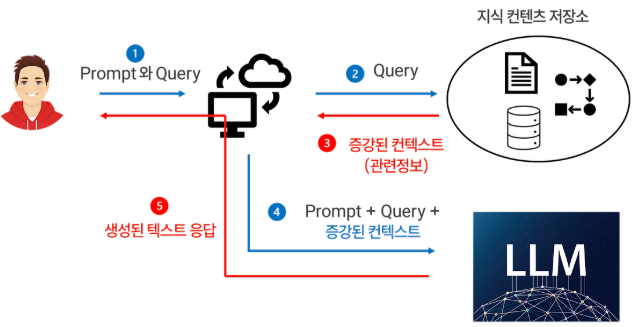 지식 컨텐츠 저장소
1
Prompt 와 Query
2
Query
3
증강된 컨텍스트
(관련정보)
4
Prompt + Query +
증강된 컨텍스트
5
생성된 텍스트 응답
LLM